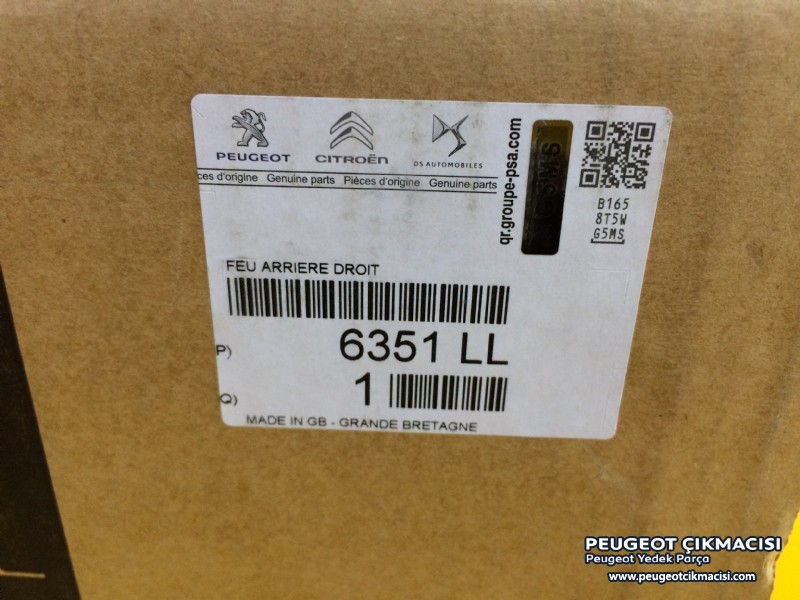 PEUGEOT
CITROËN
DS AUTOMOBILES
ces d'origine Genuine parts Pièces d'origine Genuine parts
qr.groupe-psa.com
B165
8T5W
G5MS
FEU ARRIERE DROIT
P) 6351 LL
Q) 1
MADE IN GB - GRANDE BRETAGNE
PEUGEOT ÇIKMACISI
Peugeot Yedek Parça
www.peugeotcikmacisi.com